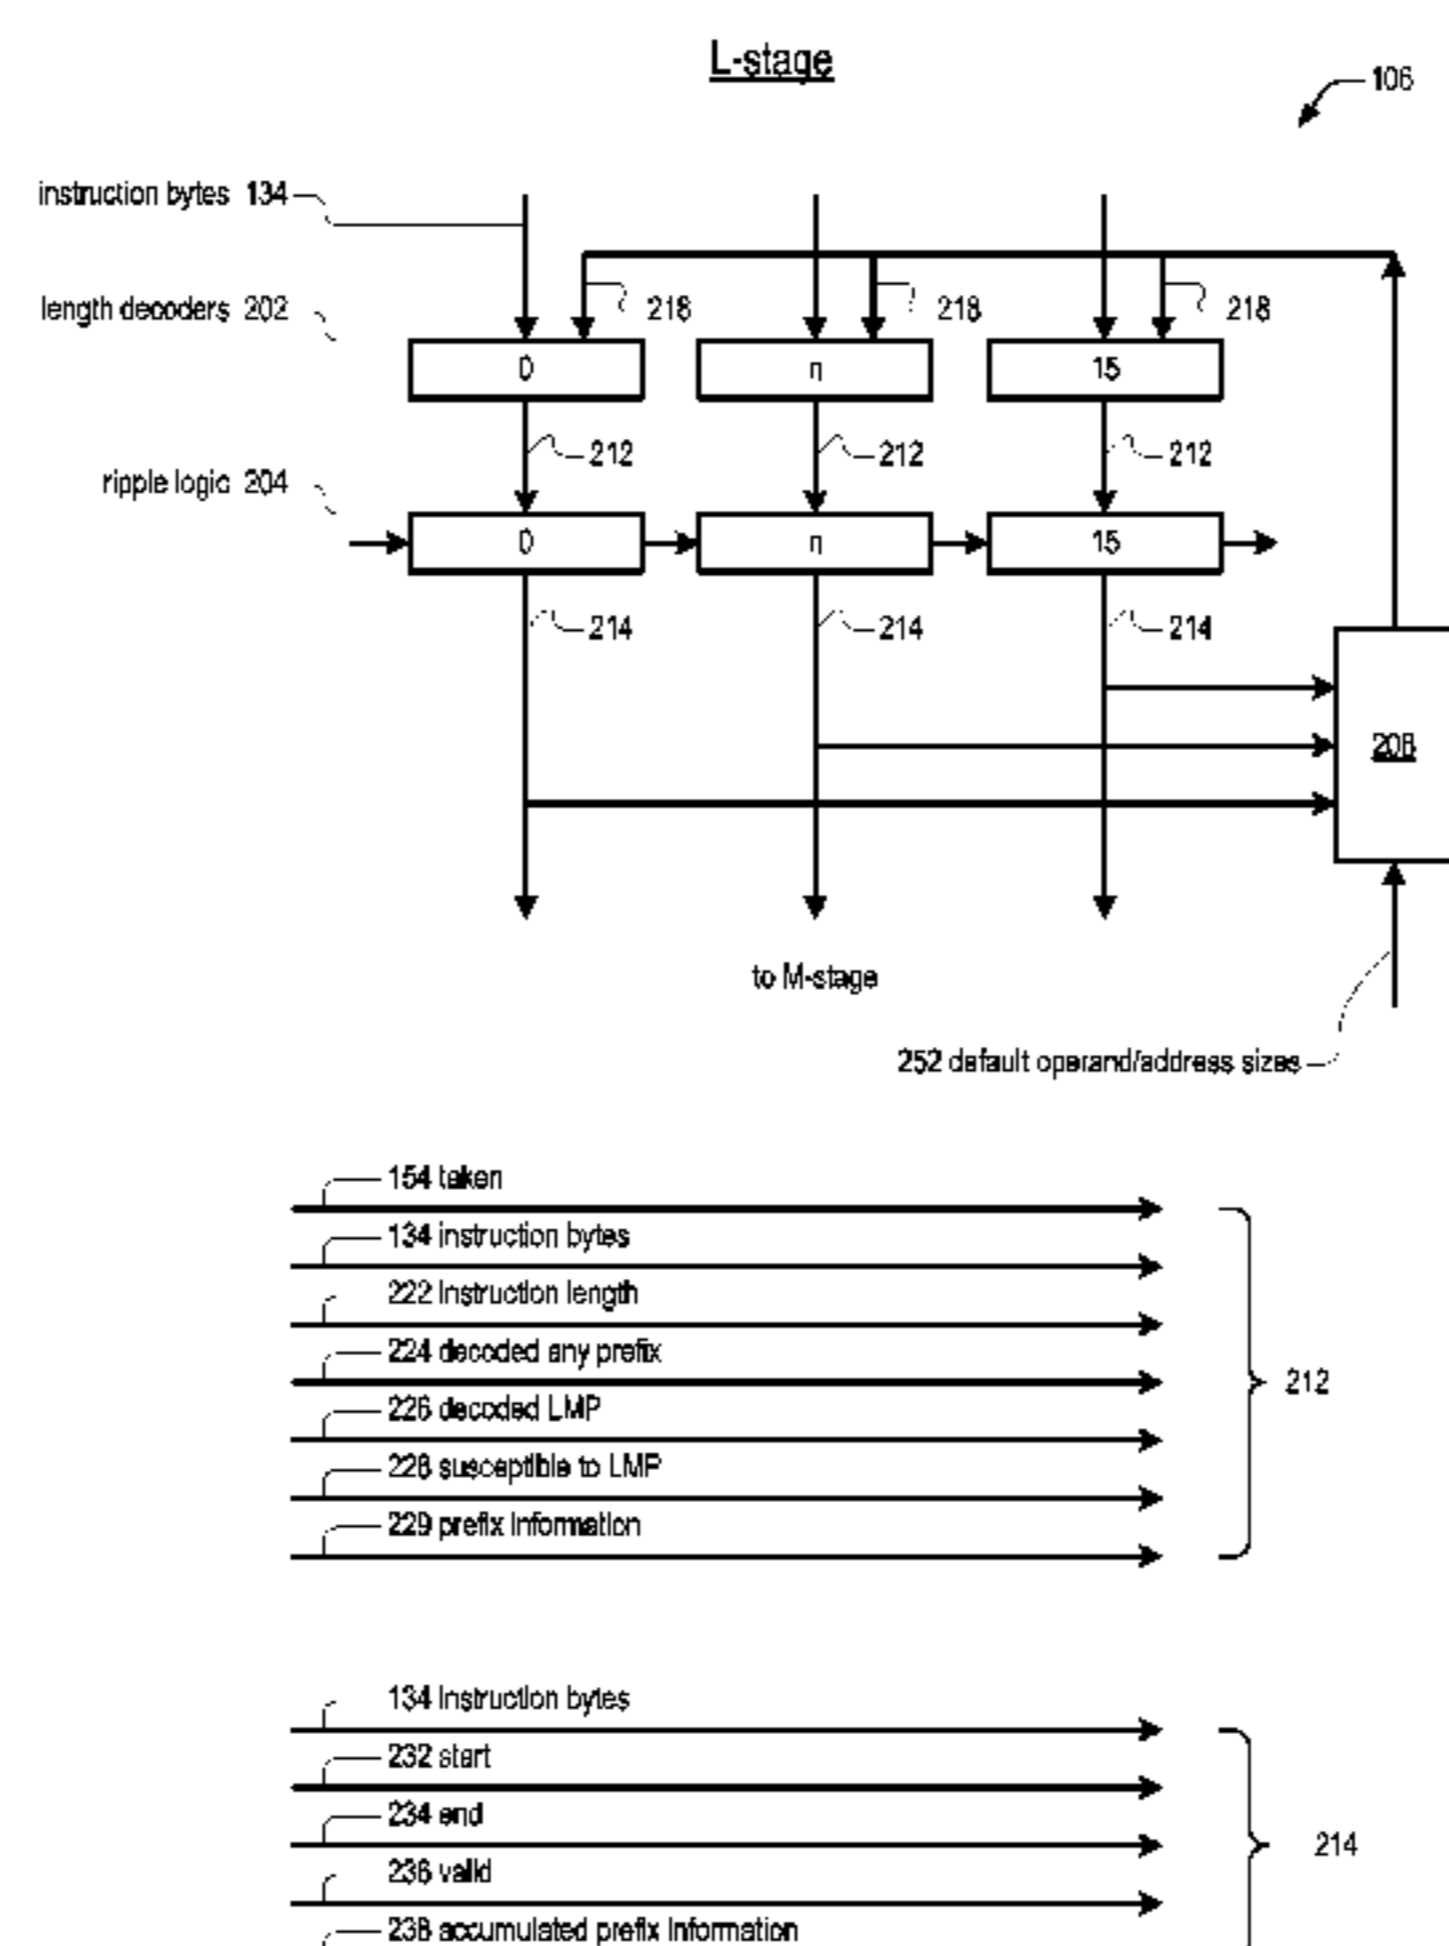 L-stage
106
instruction bytes 134
length decoders 202
218
218
218
0
n
15
212
212
212
ripple logic 204
0
n
15
214
214
214
208
to M-stage
252 default operand/address sizes
154 taken
134 instruction bytes
222 instruction length
224 decoded any prefix
226 decoded LMP
228 susceptible to LMP
229 prefix information
212
134 instruction bytes
232 start
234 end
236 valid
238 accumulated prefix information
214